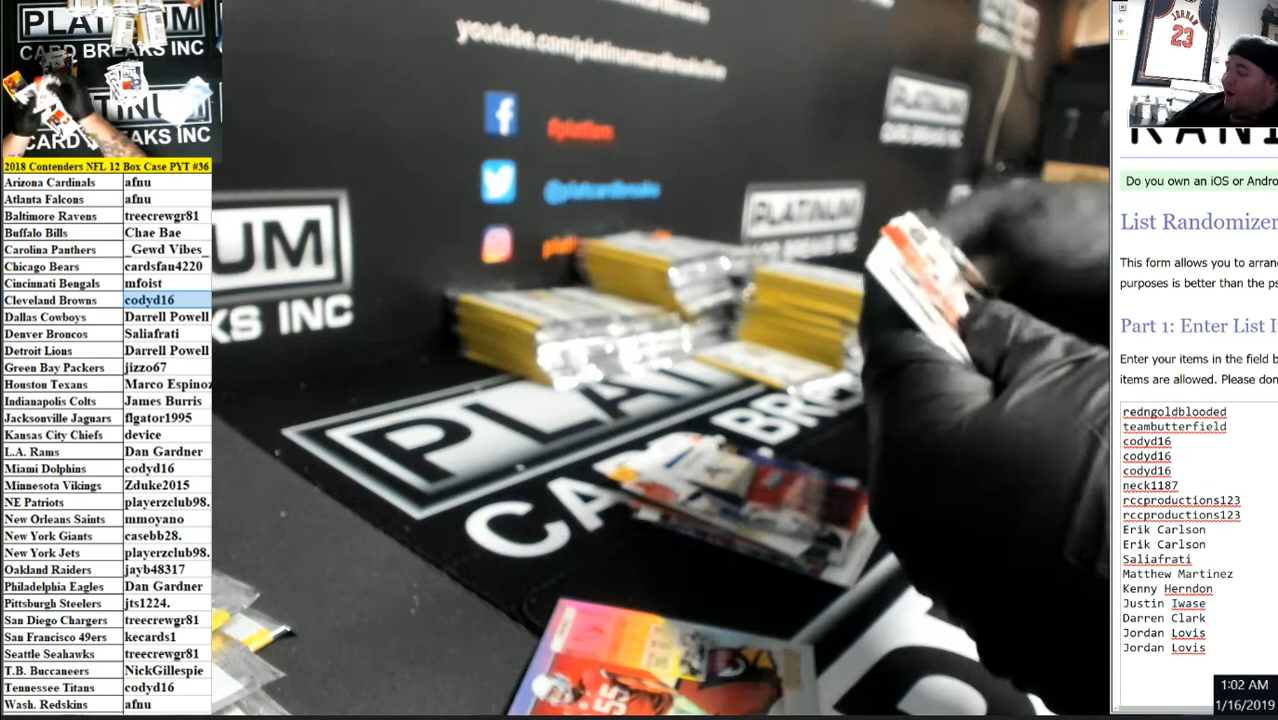 PLATINUM
CARD BREAKS INC
CARD BREAKS INC
2018 Contenders NFL 12 Box Case PYT #36
Arizona Cardinals afnu
Atlanta Falcons afnu
Baltimore Ravens treecrewgr81
Buffalo Bills Chae Bae
Carolina Panthers _Gewd Vibes_
Chicago Bears cardsfan4220
Cincinnati Bengals mfoist
Cleveland Browns codyd16
Dallas Cowboys Darrell Powell
Denver Broncos Saliafrati
Detroit Lions Darrell Powell
Green Bay Packers jizzo67
Houston Texans Marco Espinoz
Indianapolis Colts James Burris
Jacksonville Jaguars flgator1995
Kansas City Chiefs device
L.A. Rams Dan Gardner
Miami Dolphins codyd16
Minnesota Vikings Zduke2015
NE Patriots playerzclub98.
New Orleans Saints mmoyano
New York Giants casebb28.
New York Jets playerzclub98.
Oakland Raiders jayb48317
Philadelphia Eagles Dan Gardner
Pittsburgh Steelers jts1224.
San Diego Chargers treecrewgr81
San Francisco 49ers kecards1
Seattle Seahawks treecrewgr81
T.B. Buccaneers NickGillespie
Tennessee Titans codyd16
Wash. Redskins afnu
youtube.com/platinumcardbreakslive
@platcardbreaks
PLATINUM
PLATINUM
UM
KS INC
CARD BREA
55
JORDAN
23
Do you own an iOS or Andro
List Randomizer
This form allows you to arran
purposes is better than the ps
Part 1: Enter List I
Enter your items in the field b
items are allowed. Please don
redngoldblooded
teambutterfield
codyd16
codyd16
codyd16
neck1187
rccproductions123
rccproductions123
Erik Carlson
Erik Carlson
Saliafrati
Matthew Martinez
Kenny Herndon
Justin Iwase
Darren Clark
Jordan Lovis
Jordan Lovis
1:02 AM
1/16/2019